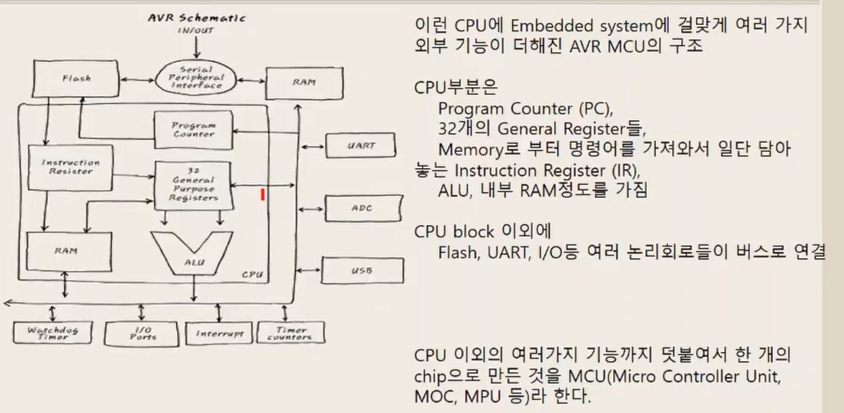 AVR Schematic
IN/OUT
Flash
Serial
Peripheral
Interface
RAM
Program
Counter
UART
Instruction
Resister
32
General
Purpose
Registers
ADC
RAM
ALU
CPU
USB
Watchdog
Timer
I/O
Ports
Interrupt
Timer
counters
이런 CPU에 Embedded system에 걸맞게 여러 가지
외부 기능이 더해진 AVR MCU의 구조
CPU부분은
Program Counter (PC),
32개의 General Register들,
Memory로 부터 명령어를 가져와서 일단 담아
놓는 Instruction Register (IR),
ALU, 내부 RAM정도를 가짐
CPU block 이외에
Flash, UART, I/O등 여러 논리회로들이 버스로 연결
CPU 이외의 여러가지 기능까지 덧붙여서 한 개의
chip으로 만든 것을 MCU(Micro Controller Unit,
MOC, MPU 등)라 한다.